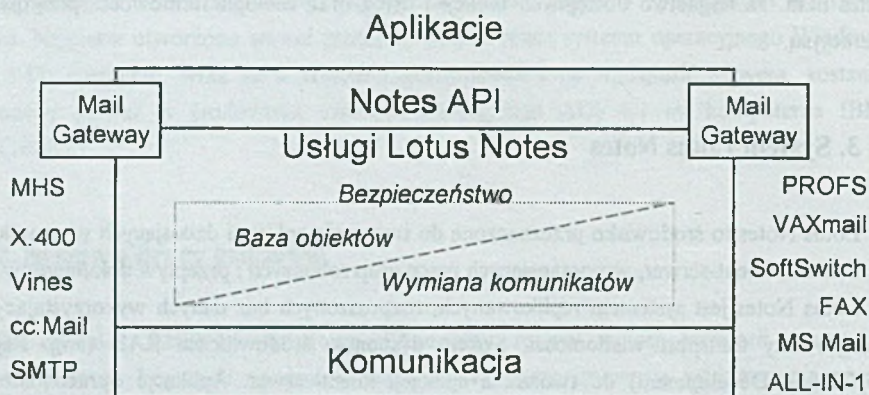 Aplikacje
Mail
Gateway
Notes API
Mail
Gateway
Usługi Lotus Notes
MHS
X.400
Vines
cc:Mail
SMTP
Bezpieczeństwo
Baza obiektów
Wymiana komunikatów
Komunikacja
PROFS
VAXmail
SoftSwitch
FAX
MS Mail
ALL-IN-1